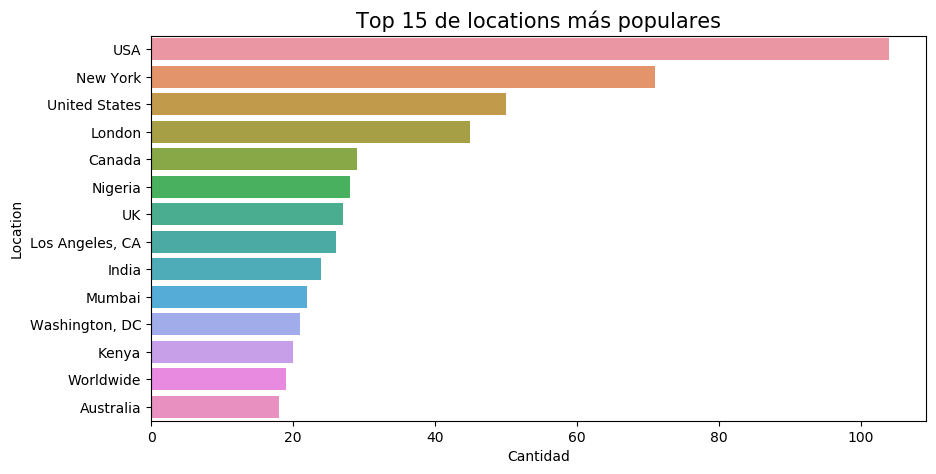 Top 15 de locations más populares
USA
New York
United States
London
Canada
Nigeria
UK
Los Angeles, CA
India
Mumbai
Washington, DC
Kenya
Worldwide
Australia
Location
0 20 40 60 80 100
Cantidad